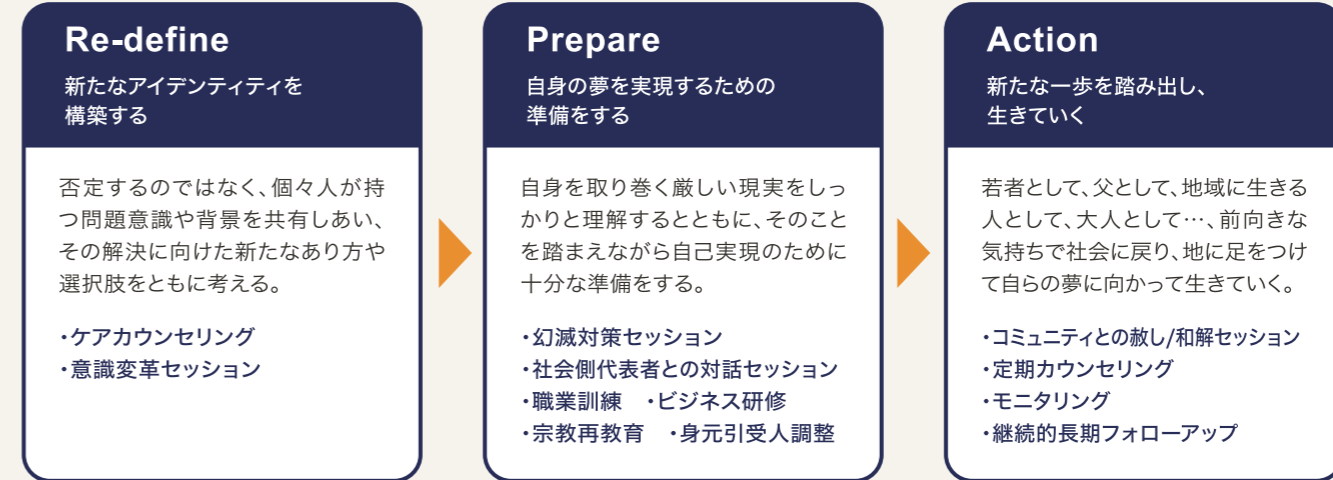 Re-define
新たなアイデンティティを
構築する
否定するのではなく、個々人が持
つ問題意識や背景を共有しあい、
その解決に向けた新たなあり方や
選択肢をともに考える。
・ケアカウンセリング
・意識変革セッション
Prepare
自身の夢を実現するための
準備をする
自身を取り巻く厳しい現実をしっ
かりと理解するとともに、そのこと
を踏まえながら自己実現のために
十分な準備をする。
・幻滅対策セッション
・社会側代表者との対話セッション
・職業訓練　・ビジネス研修
・宗教再教育　・身元引受人調整
Action
新たな一歩を踏み出し、
生きていく
若者として、父として、地域に生きる
人として、大人として…、前向きな
気持ちで社会に戻り、地に足をつけ
て自らの夢に向かって生きていく。
・コミュニティとの赦し/和解セッション
・定期カウンセリング
・モニタリング
・継続的長期フォローアップ